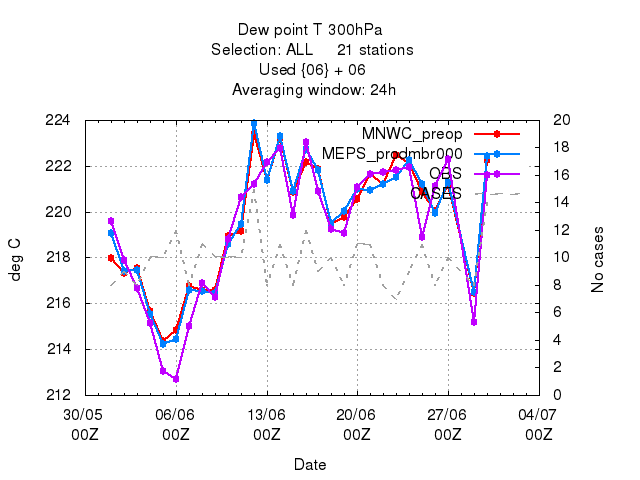 Dew point T 300hPa
Selection: ALL 21 stations
Used {06} + 06
Averaging window: 24h
224
222
220
218
216
214
212
deg C
20
18
16
14
12
10
8
6
4
2
0
No cases
MNWC_preop
MEPS_prodmbr000
OBS
CASES
30/05 06/06 13/06 20/06 27/06 04/07
00Z 00Z 00Z 00Z 00Z 00Z
Date